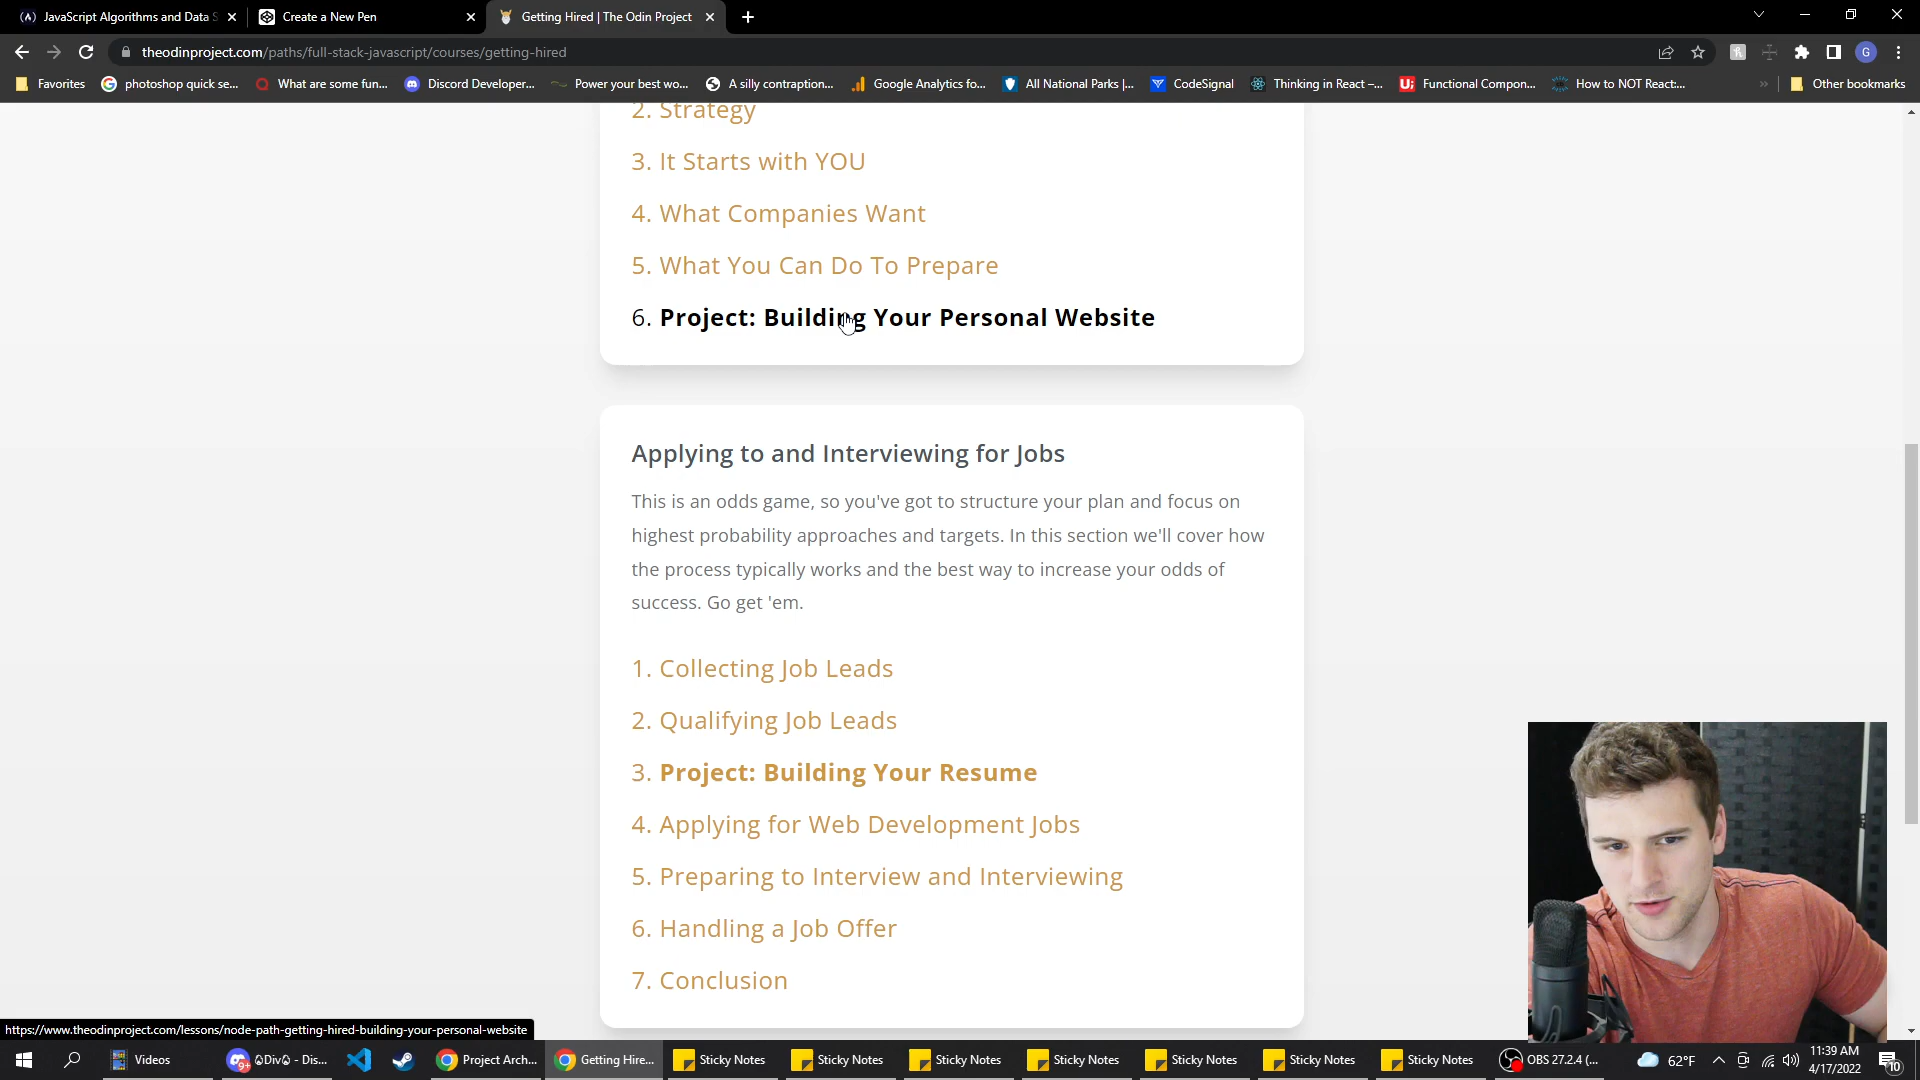 JavaScript Algorithms and Data S
Create a New Pen
Getting Hired | The Odin Project
theodinproject.com/paths/full-stack-javascript/courses/getting-hired
G
Favorites
photoshop quick se...
What are some fun...
Discord Developer...
Power your best wo...
A silly contraption...
Google Analytics fo...
All National Parks |...
CodeSignal
Thinking in React –...
Functional Compon...
How to NOT React:...
Other bookmarks
2. Strategy
3. It Starts with YOU
4. What Companies Want
5. What You Can Do To Prepare
6. Project: Building Your Personal Website
Applying to and Interviewing for Jobs
This is an odds game, so you've got to structure your plan and focus on
highest probability approaches and targets. In this section we'll cover how
the process typically works and the best way to increase your odds of
success. Go get 'em.
1. Collecting Job Leads
2. Qualifying Job Leads
3. Project: Building Your Resume
4. Applying for Web Development Jobs
5. Preparing to Interview and Interviewing
6. Handling a Job Offer
7. Conclusion
https://www.theodinproject.com/lessons/node-path-getting-hired-building-your-personal-website
Videos
Div - Dis...
Project Arch...
Getting Hire...
Sticky Notes
Sticky Notes
Sticky Notes
Sticky Notes
Sticky Notes
Sticky Notes
Sticky Notes
OBS 27.2.4 (...
62°F
11:39 AM
4/17/2022
10